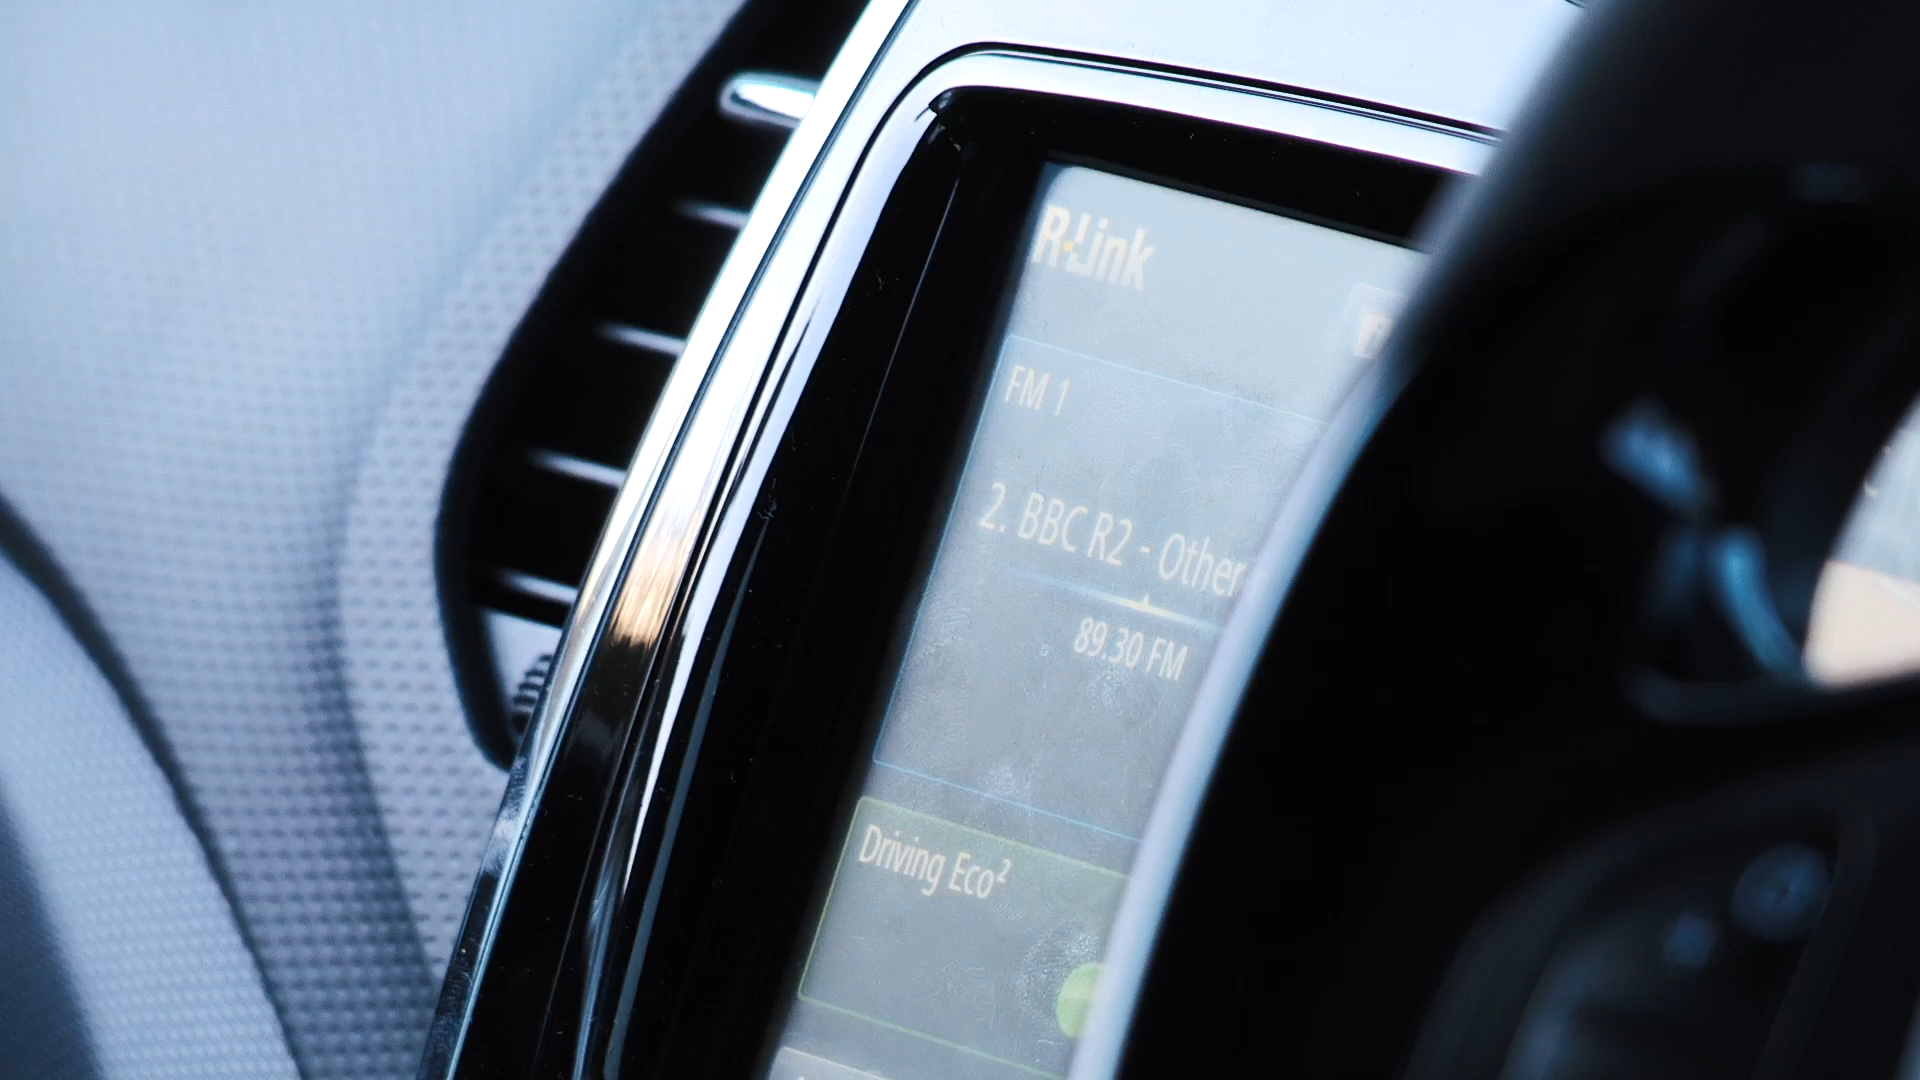 R-Link
FM 1
2. BBC R2 - Other
89.30 FM
Driving Eco²